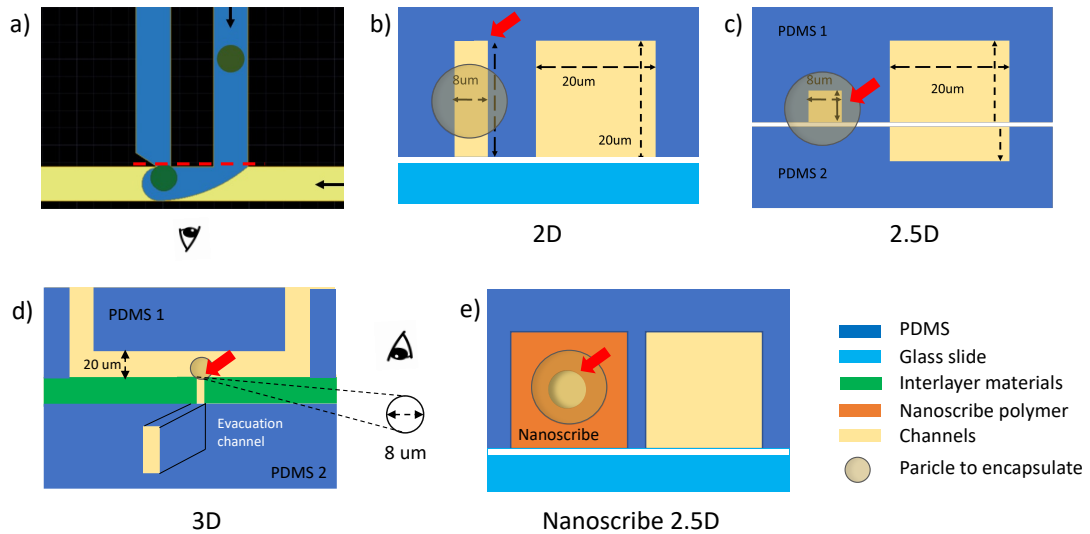 a)
b)
8um
20um
20um
2D
c)
PDMS 1
8um
20um
PDMS 2
2.5D
d)
PDMS 1
20 um
Evacuation
channel
PDMS 2
8 um
3D
e)
Nanoscribe
Nanoscribe 2.5D
PDMS
Glass slide
Interlayer materials
Nanoscribe polymer
Channels
Paricle to encapsulate